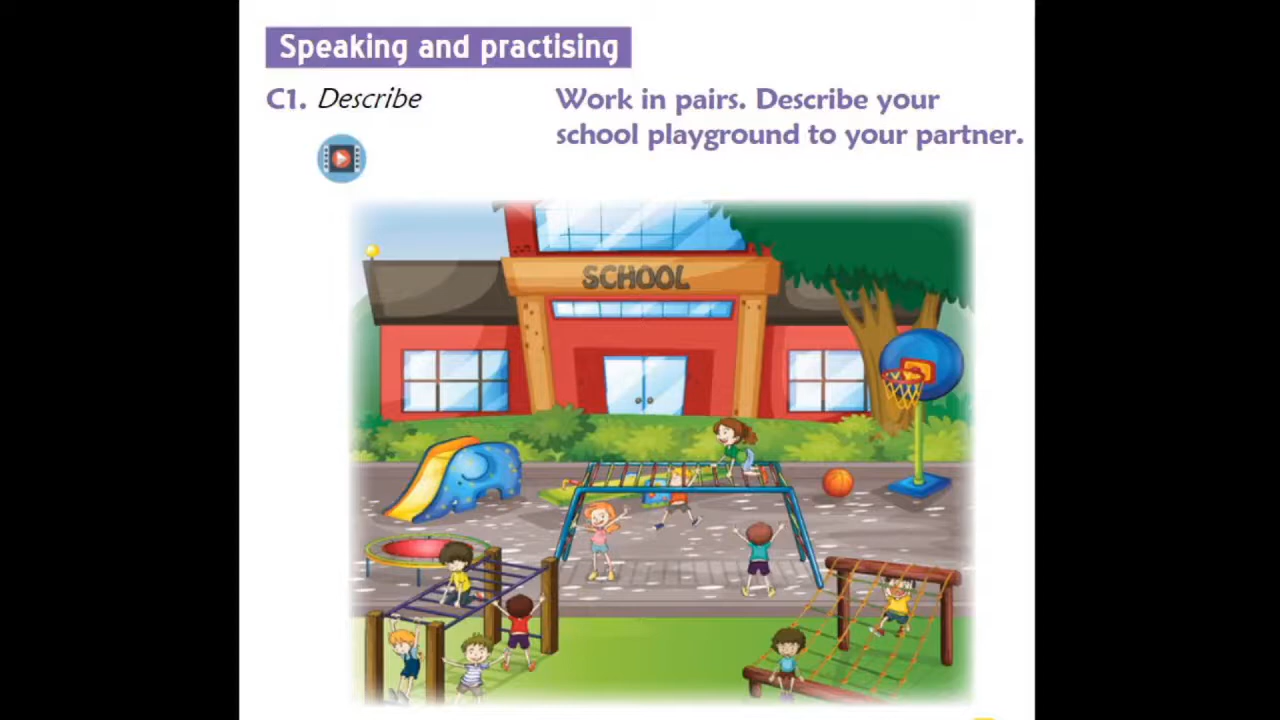 Speaking and practising
C1. Describe
Work in pairs. Describe your
school playground to your partner.
SCHOOL